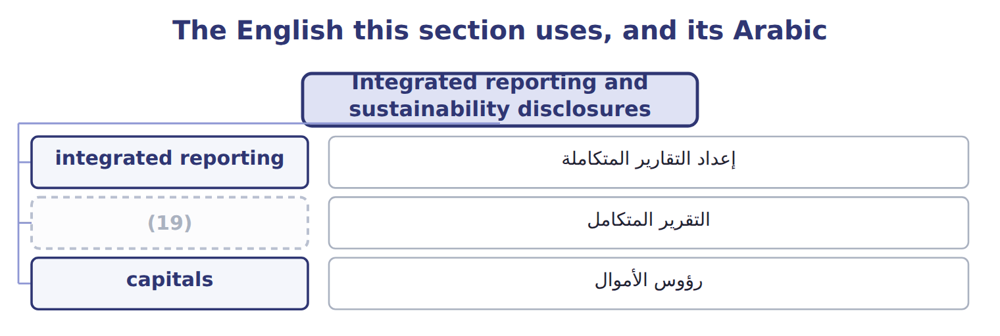 The English this section uses, and its Arabic
Integrated reporting and
sustainability disclosures
integrated reporting
إعداد التقارير المتكاملة
(19)
التقرير المتكامل
capitals
رؤوس الأموال